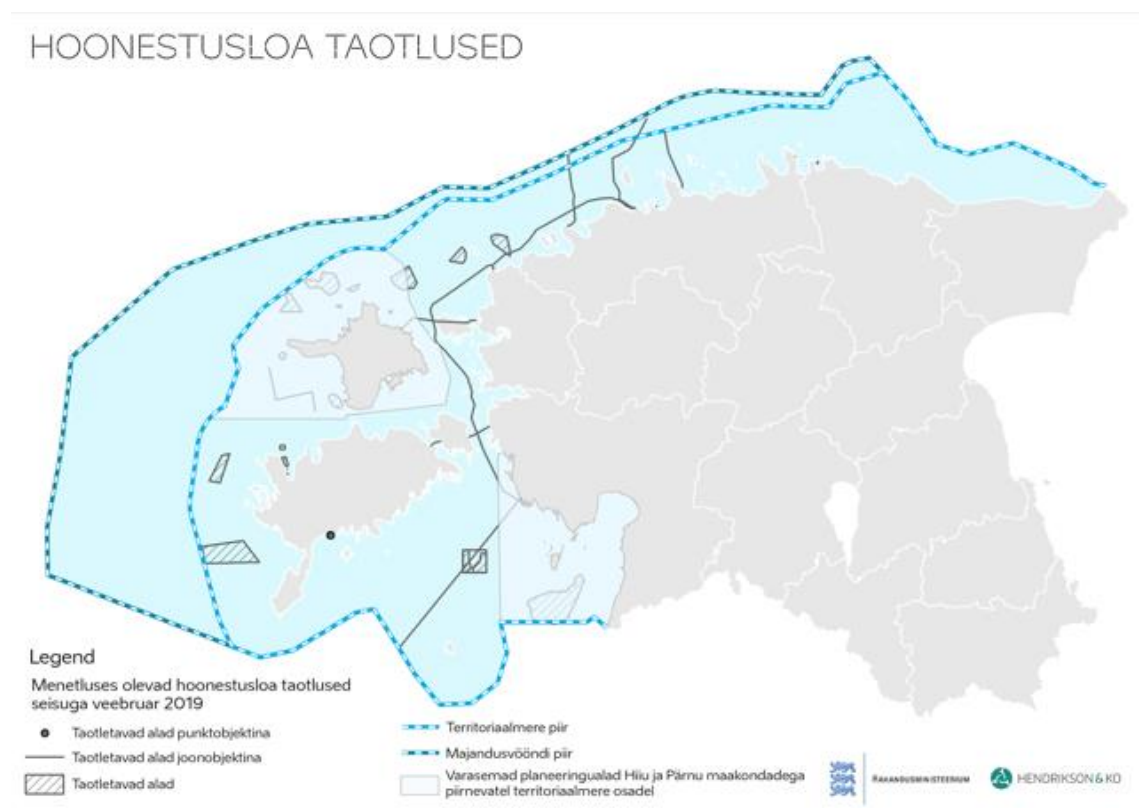 HOONESTUSLOA TAOTLUSED
Legend
Menetluses olevad hoonestusloa taotlused
seisuga veebruar 2019
Taotletavad alad punktobjektina
Taotletavad alad joonobjektina
Taotletavad alad
Territoriaalmere piir
Majandusvööndi piir
Varasemad planeeringualad Hiiu ja Pärnu maakondadega
piirnevatel territoriaalmere osadel
RAHANDUSMINISTEERIUM
HENDRIKSON & KO